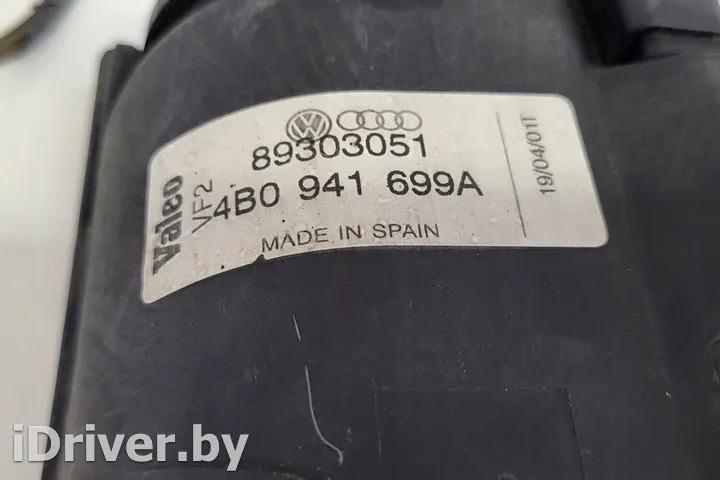 89303051
4B0 941 699A
MADE IN SPAIN
Valeo
VF2
19/04/01T
iDriver.by